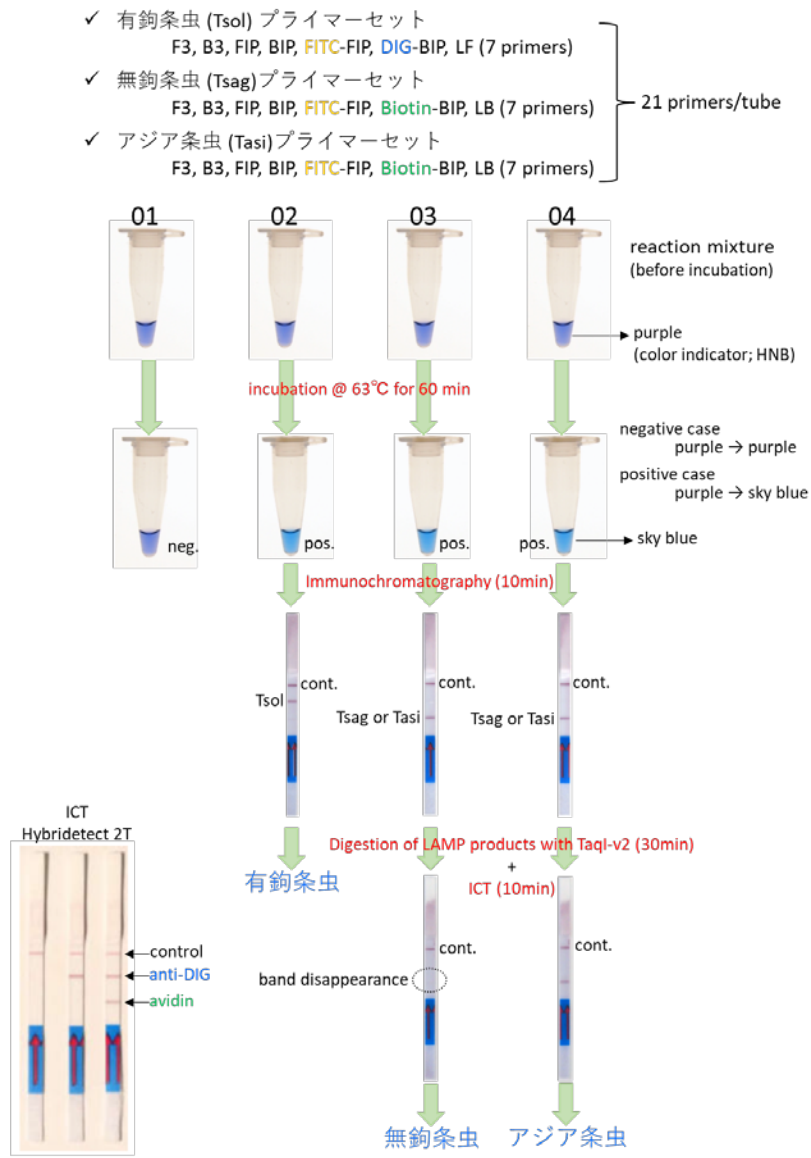 ✓ 有鉤条虫 (Tsol) プライマーセット
F3, B3, FIP, BIP, FITC-FIP, DIG-BIP, LF (7 primers)
✓ 無鉤条虫 (Tsag)プライマーセット
F3, B3, FIP, BIP, FITC-FIP, Biotin-BIP, LB (7 primers)
✓ アジア条虫 (Tasi)プライマーセット
F3, B3, FIP, BIP, FITC-FIP, Biotin-BIP, LB (7 primers)
21 primers/tube
01 02 03 04
reaction mixture
(before incubation)
purple
(color indicator; HNB)
incubation @ 63℃ for 60 min
negative case
purple → purple
positive case
purple → sky blue
neg. pos. pos. pos.
sky blue
Immunochromatography (10min)
cont. cont. cont.
Tsol
Tsag or Tasi Tsag or Tasi
Digestion of LAMP products with TaqI-v2 (30min)
+
ICT (10min)
有鉤条虫
cont. cont.
band disappearance
無鉤条虫 アジア条虫
ICT
Hybridetect 2T
control
anti-DIG
avidin